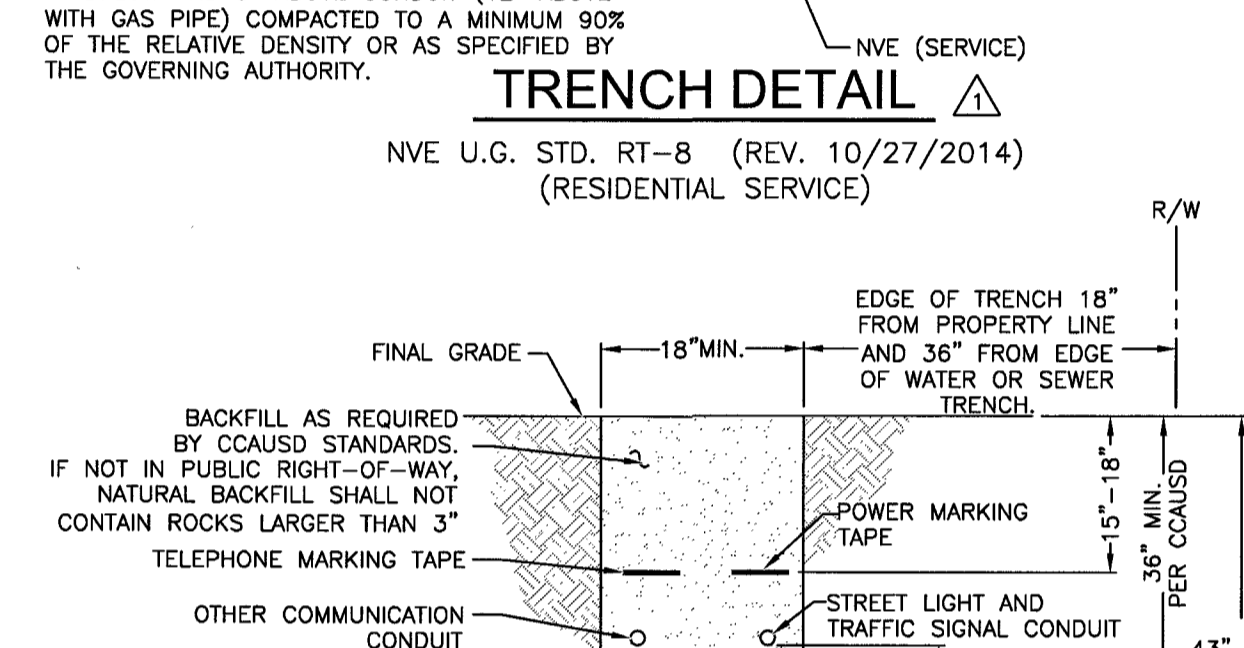 WITH GAS PIPE) COMPACTED TO A MINIMUM 90%
OF THE RELATIVE DENSITY OR AS SPECIFIED BY
THE GOVERNING AUTHORITY.
NVE (SERVICE)
TRENCH DETAIL
1
NVE U.G. STD. RT-8 (REV. 10/27/2014)
(RESIDENTIAL SERVICE)
R/W
EDGE OF TRENCH 18"
FROM PROPERTY LINE
AND 36" FROM EDGE
OF WATER OR SEWER
TRENCH.
FINAL GRADE
18"MIN.
BACKFILL AS REQUIRED
BY CCAUSD STANDARDS.
IF NOT IN PUBLIC RIGHT-OF-WAY,
NATURAL BACKFILL SHALL NOT
CONTAIN ROCKS LARGER THAN 3"
POWER MARKING
TAPE
15"-18"
36" MIN.
PER CCAUSD
TELEPHONE MARKING TAPE
OTHER COMMUNICATION
CONDUIT
STREET LIGHT AND
TRAFFIC SIGNAL CONDUIT
43"